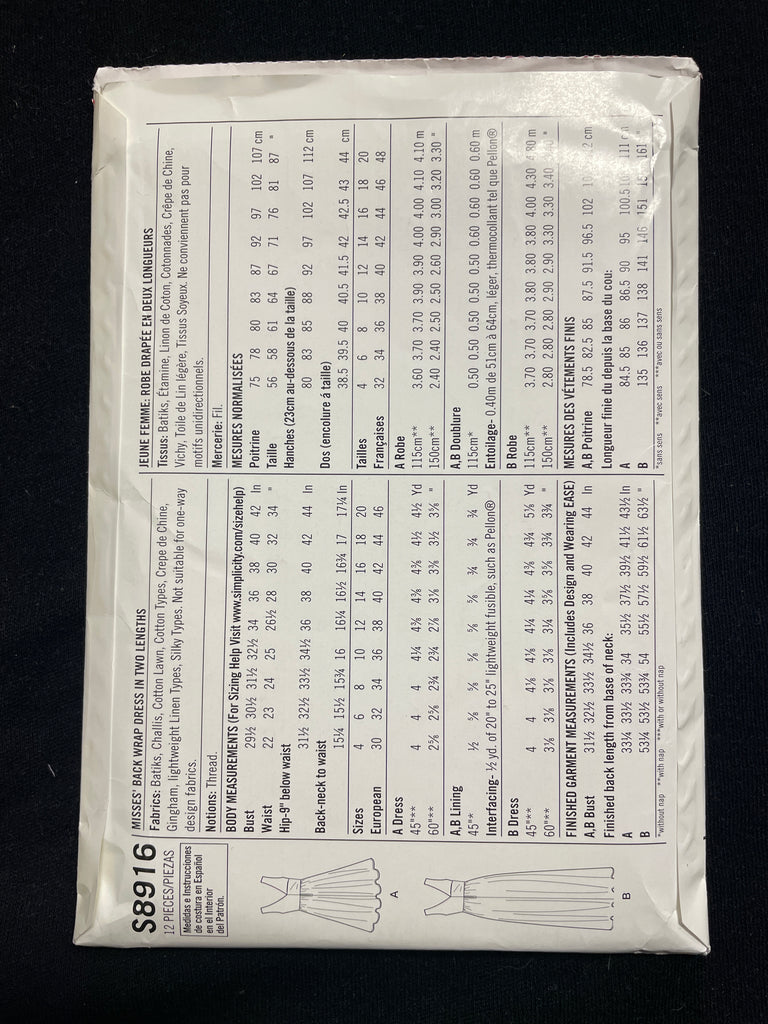 S8916
12 PIECES/PIEZAS
Medidas e Instrucciones
de costura en Español
en el Interior
del Patrón.
A
B
MISSES' BACK WRAP DRESS IN TWO LENGTHS
Fabrics: Batiks, Challis, Cotton Lawn, Cotton Types, Crepe de Chine,
Gingham, lightweight Linen Types, Silky Types. Not suitable for one-way
design fabrics.
Notions: Thread.
BODY MEASUREMENTS (For Sizing Help Visit www.simplicity.com/sizehelp)
Bust 29½ 30½ 31½ 32½ 34 36 38 40 42 In
Waist 22 23 24 25 26½ 28 30 32 34 "
Hip-9" below waist
31½ 32½ 33½ 34½ 36 38 40 42 44 In
Back-neck to waist
15¼ 15½ 15¾ 16 16¼ 16½ 16¾ 17 17¼ In
Sizes 4 6 8 10 12 14 16 18 20
European 30 32 34 36 38 40 42 44 46
A Dress
45"** 4 4 4 4¼ 4⅜ 4⅜ 4⅜ 4½ 4½ Yd
60"** 2⅝ 2⅝ 2¾ 2¾ 2⅞ 3⅛ 3⅜ 3½ 3⅝ "
A,B Lining
45"* ½ ⅝ ⅝ ⅝ ⅝ ⅝ ¾ ¾ ¾ Yd
Interfacing- ½ yd. of 20" to 25" lightweight fusible, such as Pellon®
B Dress
45"** 4 4 4⅛ 4⅛ 4¼ 4¼ 4⅜ 4¾ 5⅛ Yd
60"** 3⅛ 3⅛ 3⅛ 3⅛ 3¼ 3⅝ 3⅝ 3¾ 3¾ "
FINISHED GARMENT MEASUREMENTS (Includes Design and Wearing EASE)
A,B Bust 31½ 32½ 33½ 34½ 36 38 40 42 44 In
Finished back length from base of neck:
A 33¼ 33½ 33¾ 34 35½ 37½ 39½ 41½ 43½ In
B 53¼ 53½ 53¾ 54 55½ 57½ 59½ 61½ 63½ "
*without nap **with nap ***with or without nap
JEUNE FEMME: ROBE DRAPÉE EN DEUX LONGUEURS
Tissus: Batiks, Étamine, Linon de Coton, Cotonnades, Crêpe de Chine,
Vichy, Toile de Lin légère, Tissus Soyeux. Ne conviennent pas pour
motifs unidirectionnels.
Mercerie: Fil.
MESURES NORMALISÉES
Poitrine 75 78 80 83 87 92 97 102 107 cm
Taille 56 58 61 64 67 71 76 81 87 "
Hanches (23cm au-dessous de la taille)
80 83 85 88 92 97 102 107 112 cm
Dos (encolure á taille)
38.5 39.5 40 40.5 41.5 42 42.5 43 44 cm
Tailles 4 6 8 10 12 14 16 18 20
Françaises 32 34 36 38 40 42 44 46 48
A Robe
115cm** 3.60 3.70 3.70 3.90 3.90 4.00 4.00 4.10 4.10 m
150cm** 2.40 2.40 2.50 2.50 2.60 2.90 3.00 3.20 3.30 "
A,B Doublure
115cm* 0.50 0.50 0.50 0.50 0.50 0.60 0.60 0.60 0.60 m
Entoilage- 0.40m de 51cm à 64cm, léger, thermocollant tel que Pellon®
B Robe
115cm** 3.70 3.70 3.70 3.80 3.80 3.80 4.00 4.30 m
150cm** 2.80 2.80 2.80 2.90 2.90 3.30 3.30 3.40 "
MESURES DES VÊTEMENTS FINIS
A,B Poitrine 78.5 82.5 85 87.5 91.5 96.5 102 cm
Longueur finie du depuis la base du cou:
A 84.5 85 86 86.5 90 95 100.5 111 cm
B 135 136 137 138 141 146 151 161 "
*sans sens **avec sens ***avec ou sans sens